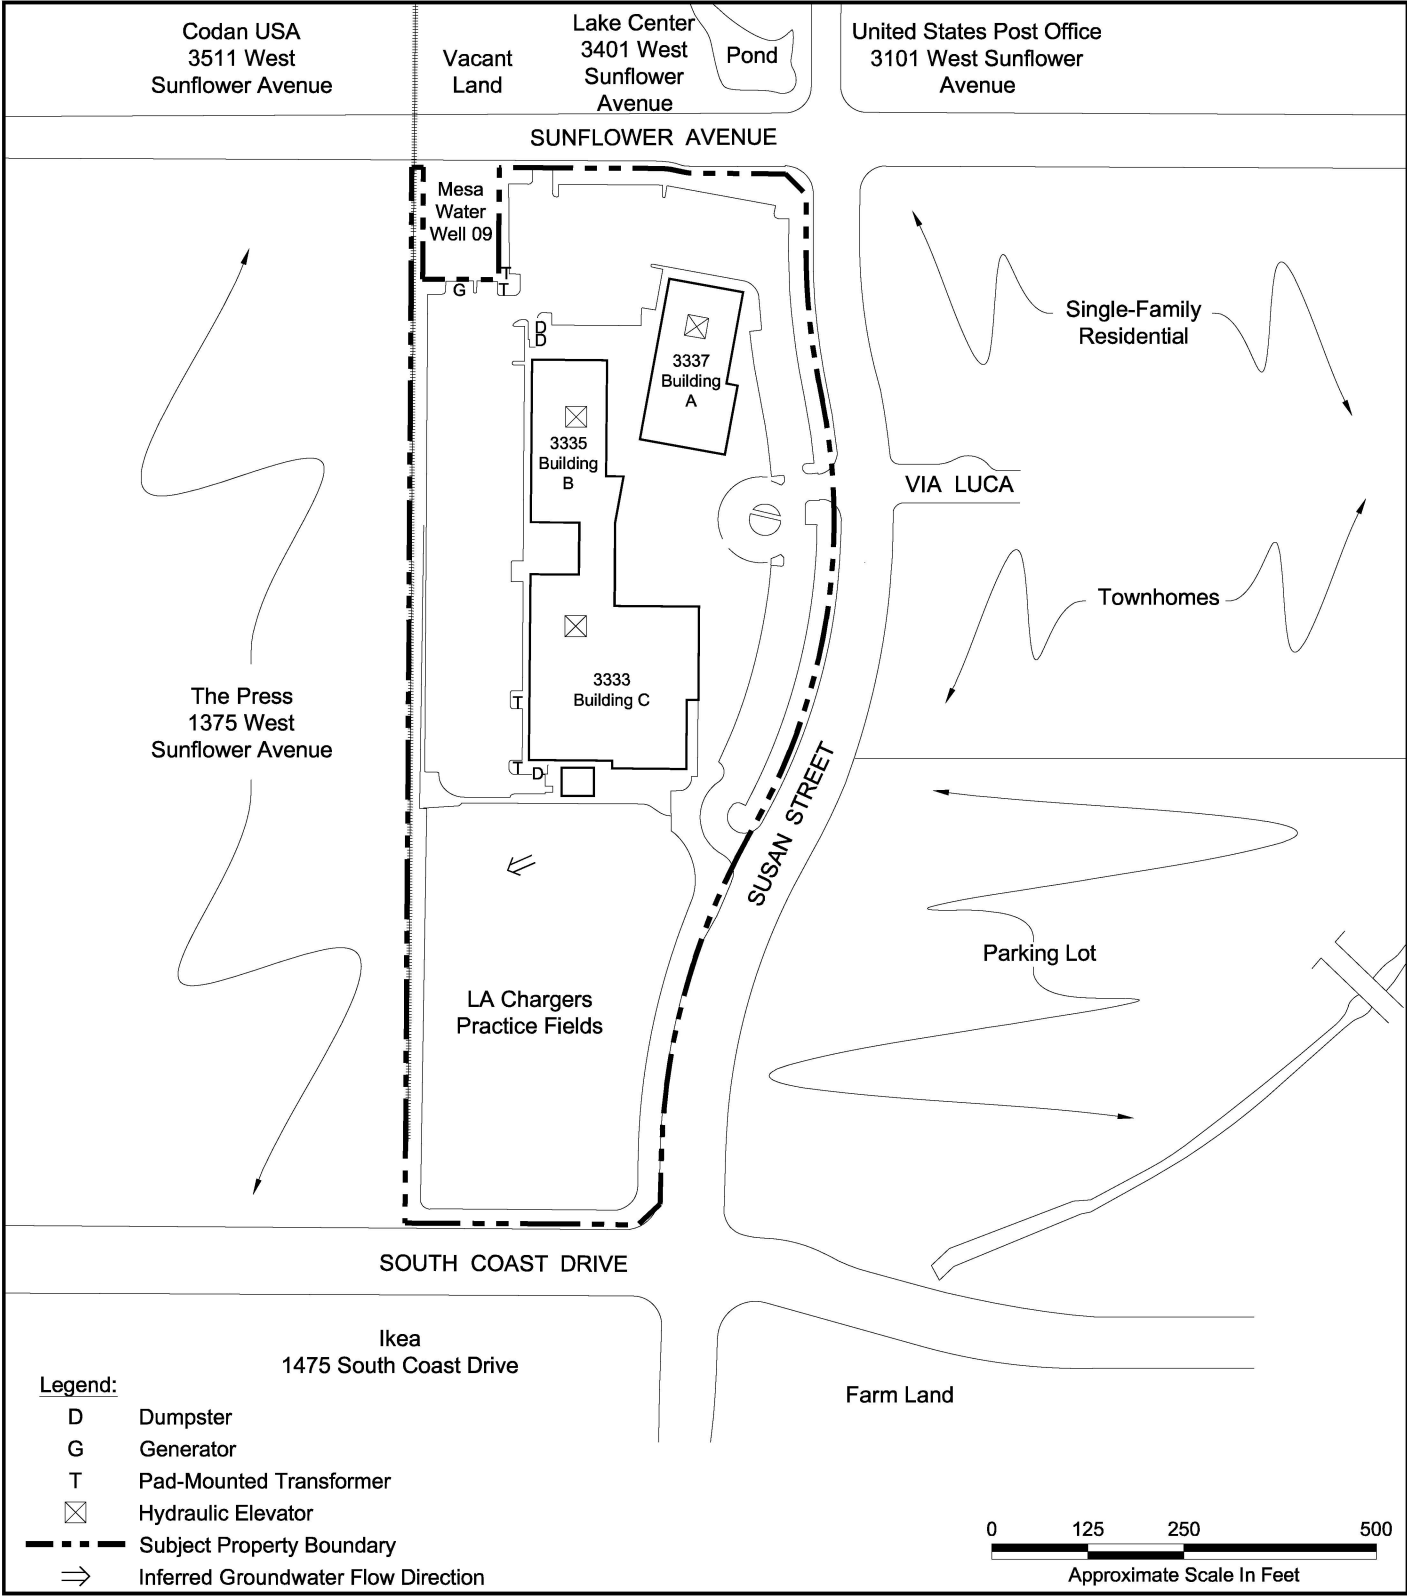 Codan USA
3511 West
Sunflower Avenue
Vacant
Land
Lake Center
3401 West
Sunflower
Avenue
Pond
United States Post Office
3101 West Sunflower
Avenue
SUNFLOWER AVENUE
Mesa
Water
Well 09
T
G
T
D
D
3337
Building
A
Single-Family
Residential
3335
Building
B
VIA LUCA
Townhomes
3333
Building C
T
T
D
The Press
1375 West
Sunflower Avenue
SUSAN STREET
Parking Lot
LA Chargers
Practice Fields
SOUTH COAST DRIVE
Ikea
1475 South Coast Drive
Farm Land
Legend:
D Dumpster
G Generator
T Pad-Mounted Transformer
Hydraulic Elevator
Subject Property Boundary
Inferred Groundwater Flow Direction
0 125 250 500
Approximate Scale In Feet